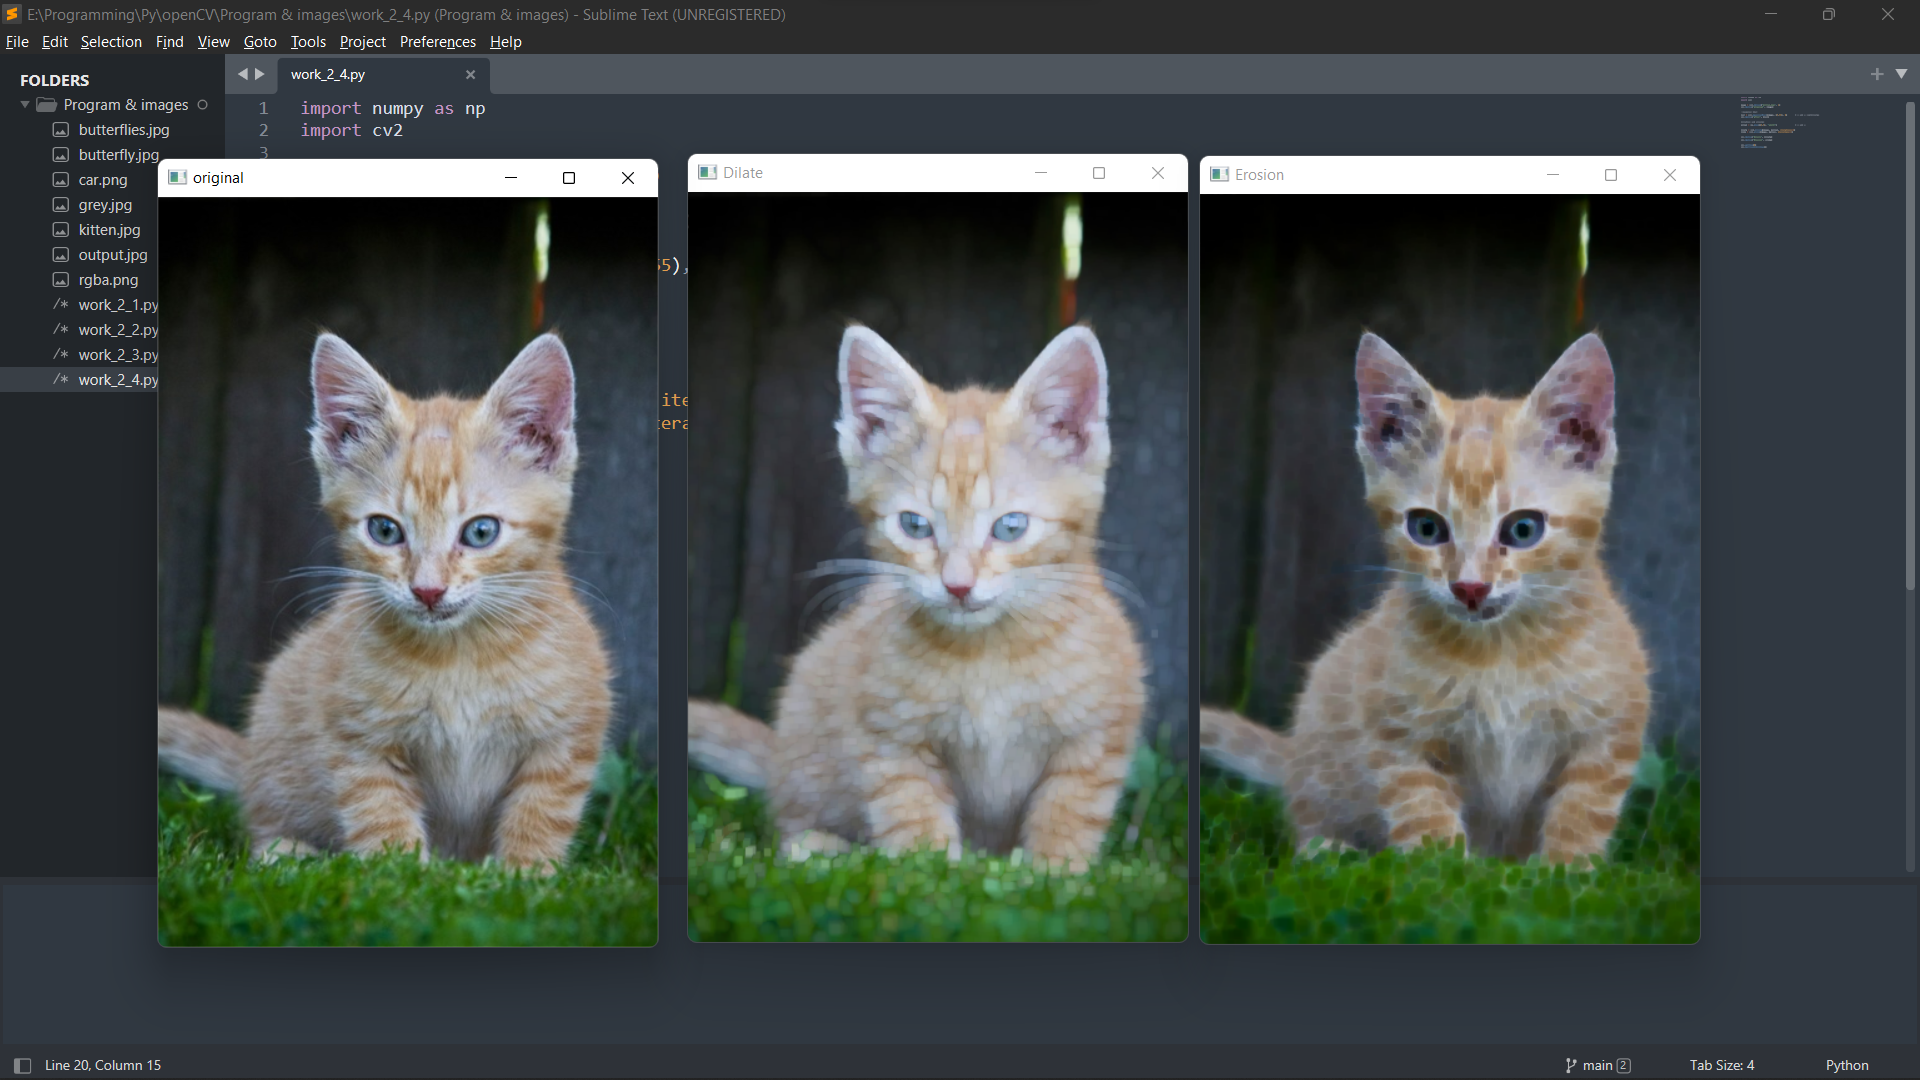 E:\Programming\Py\openCV\Program & images\work_2_4.py (Program & images) - Sublime Text (UNREGISTERED)
File Edit Selection Find View Goto Tools Project Preferences Help
FOLDERS
Program & images
butterflies.jpg
butterfly.jpg
car.png
grey.jpg
kitten.jpg
output.jpg
rgba.png
/* work_2_1.py
/* work_2_2.py
/* work_2_3.py
/* work_2_4.py
work_2_4.py
1 import numpy as np
2 import cv2
3
original
Dilate
Erosion
5),
ite
tera
Line 20, Column 15
main 2
Tab Size: 4
Python